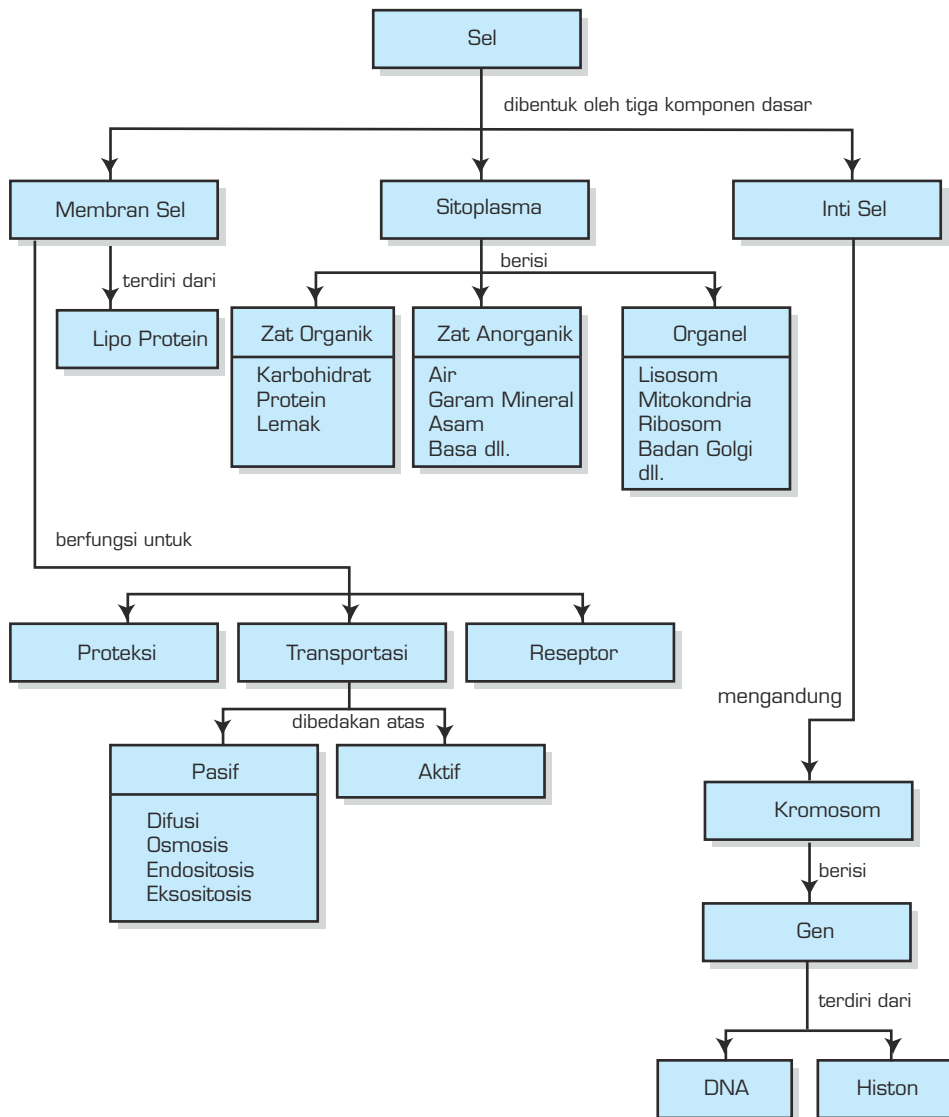 Sel
dibentuk oleh tiga komponen dasar
Membran Sel
Sitoplasma
Inti Sel
terdiri dari
berisi
Lipo Protein
Zat Organik
Karbohidrat
Protein
Lemak
Zat Anorganik
Air
Garam Mineral
Asam
Basa dll.
Organel
Lisosom
Mitokondria
Ribosom
Badan Golgi
dll.
berfungsi untuk
Proteksi
Transportasi
Reseptor
dibedakan atas
Pasif
Difusi
Osmosis
Endositosis
Eksositosis
Aktif
mengandung
Kromosom
berisi
Gen
terdiri dari
DNA
Histon